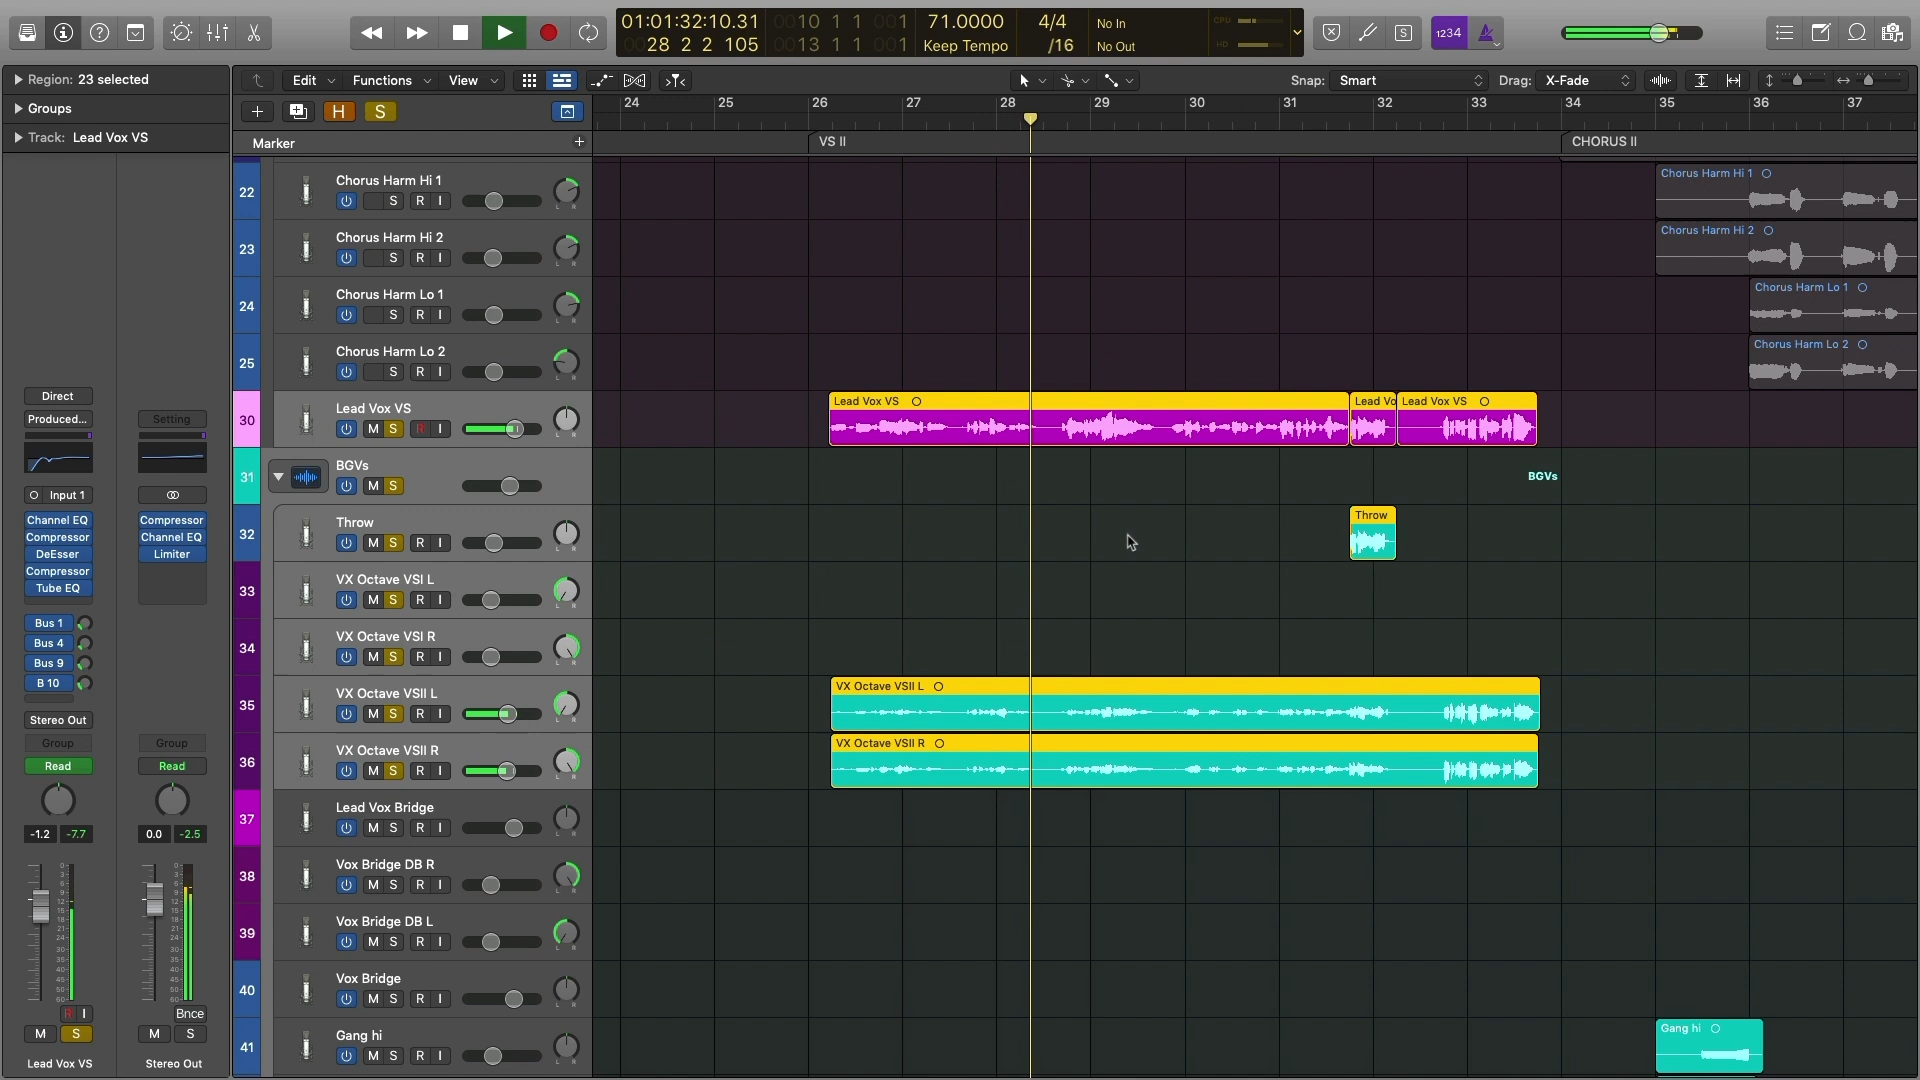 01:01:32:10.31
0010 1 1 001
71.0000
4/4
No In
CPU
1234
0028 2 2 105
0013 1 1 001
Keep Tempo
/16
No Out
HD
Region: 23 selected
Groups
Track: Lead Vox VS
Edit
Functions
View
Snap: Smart
Drag: X-Fade
H
S
24
25
26
27
28
29
30
31
32
33
34
35
36
37
Marker
VS II
CHORUS II
22
Chorus Harm Hi 1
S R I
Chorus Harm Hi 1
23
Chorus Harm Hi 2
S R I
Chorus Harm Hi 2
24
Chorus Harm Lo 1
S R I
Chorus Harm Lo 1
25
Chorus Harm Lo 2
S R I
Chorus Harm Lo 2
30
Lead Vox VS
M S R I
Lead Vox VS
Lead Vo
Lead Vox VS
31
BGVs
M S
BGVs
32
Throw
M S R I
Throw
33
VX Octave VSI L
M S R I
34
VX Octave VSI R
M S R I
35
VX Octave VSII L
M S R I
VX Octave VSII L
36
VX Octave VSII R
M S R I
VX Octave VSII R
37
Lead Vox Bridge
M S R I
38
Vox Bridge DB R
M S R I
39
Vox Bridge DB L
M S R I
40
Vox Bridge
M S R I
41
Gang hi
M S R I
Gang hi
Direct
Produced...
Setting
Input 1
Channel EQ
Compressor
DeEsser
Compressor
Tube EQ
Compressor
Channel EQ
Limiter
Bus 1
Bus 4
Bus 9
B 10
Stereo Out
Group
Group
Read
Read
-1.2
-7.7
0.0
-2.5
R I
Bnce
M S
M S
Lead Vox VS
Stereo Out